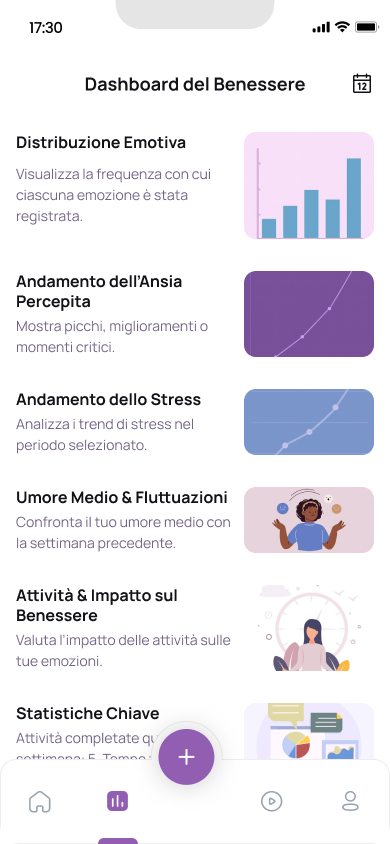 17:30
Dashboard del Benessere
12
Distribuzione Emotiva
Visualizza la frequenza con cui
ciascuna emozione è stata
registrata.
Andamento dell'Ansia
Percepita
Mostra picchi, miglioramenti o
momenti critici.
Andamento dello Stress
Analizza i trend di stress nel
periodo selezionato.
Umore Medio & Fluttuazioni
Confronta il tuo umore medio con
la settimana precedente.
Attività & Impatto sul
Benessere
Valuta l'impatto delle attività sulle
tue emozioni.
Statistiche Chiave
Attività completate
settimana: 5. Tempo